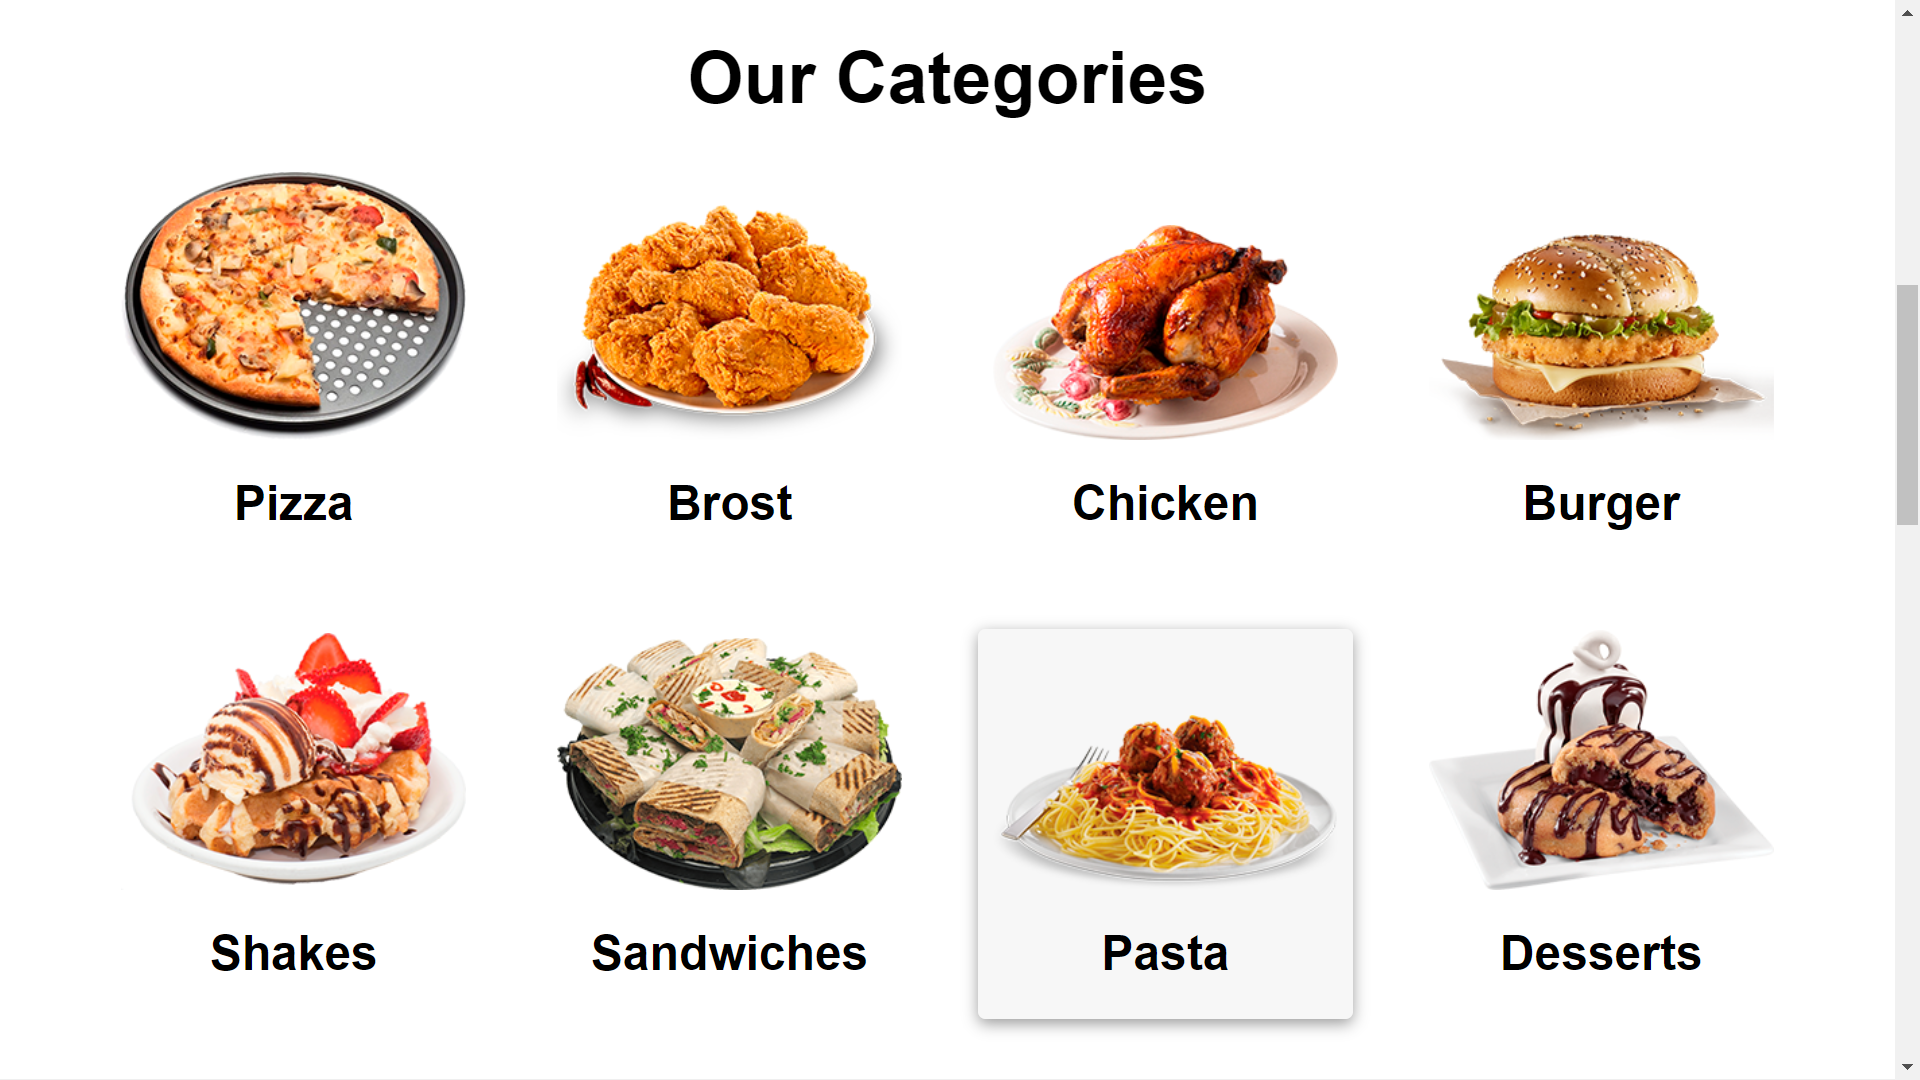 Our Categories
Pizza
Brost
Chicken
Burger
Shakes
Sandwiches
Pasta
Desserts